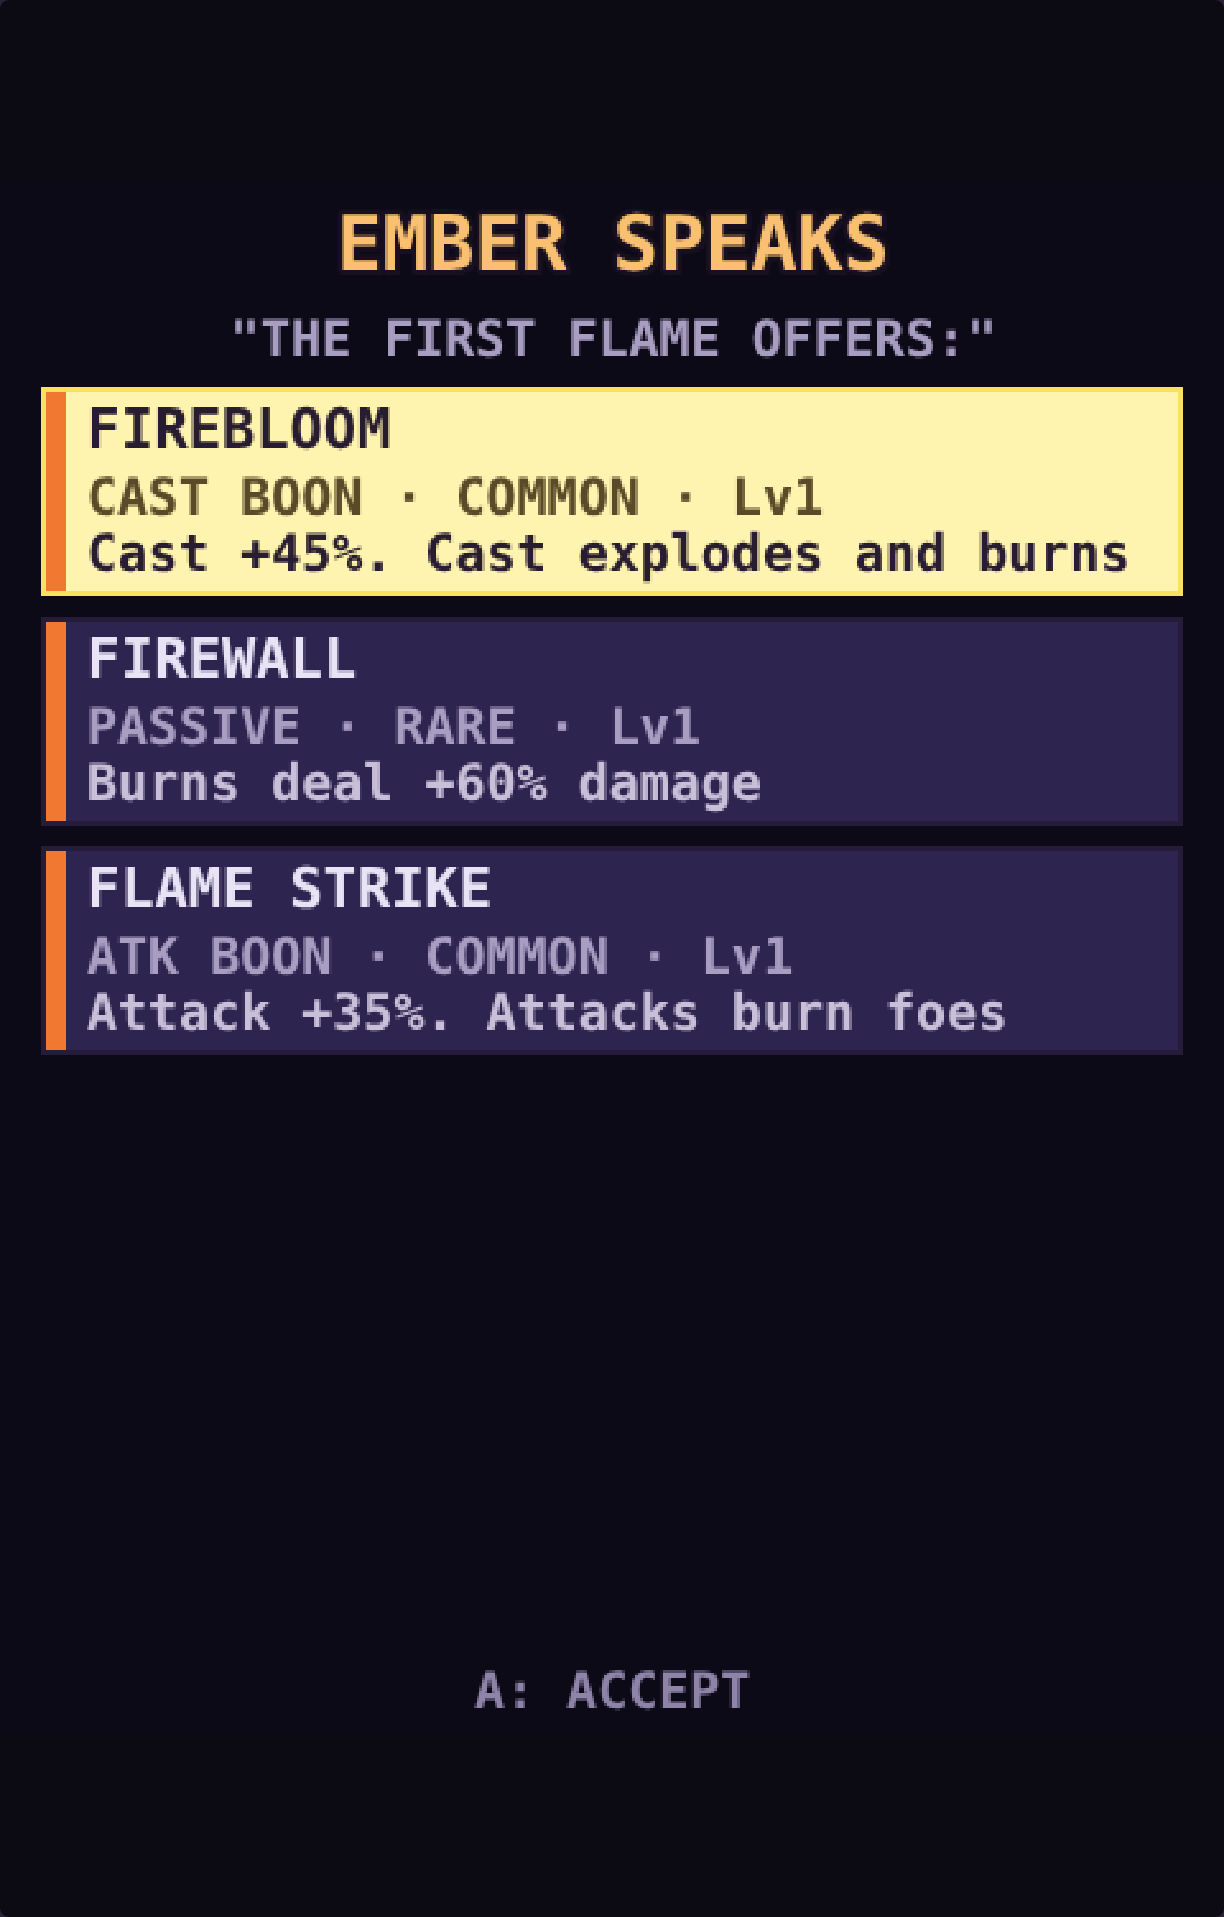 EMBER SPEAKS
"THE FIRST FLAME OFFERS:"
FIREBLOOM
CAST BOON · COMMON · Lv1
Cast +45%. Cast explodes and burns
FIREWALL
PASSIVE · RARE · Lv1
Burns deal +60% damage
FLAME STRIKE
ATK BOON · COMMON · Lv1
Attack +35%. Attacks burn foes
A: ACCEPT